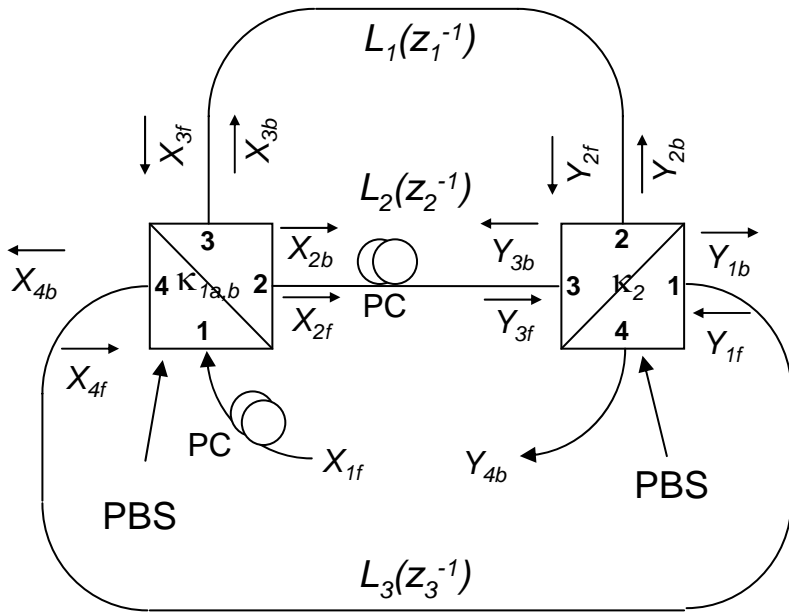 L₁(z₁⁻¹)
X3f
X3b
Y2f
Y2b
L₂(z₂⁻¹)
3
X2b
Y3b
2
Y1b
X4b
4
κ1a,b
2
PC
3
κ₂
1
1
X2f
Y3f
4
Y1f
X4f
PC
X1f
Y4b
PBS
PBS
L₃(z₃⁻¹)